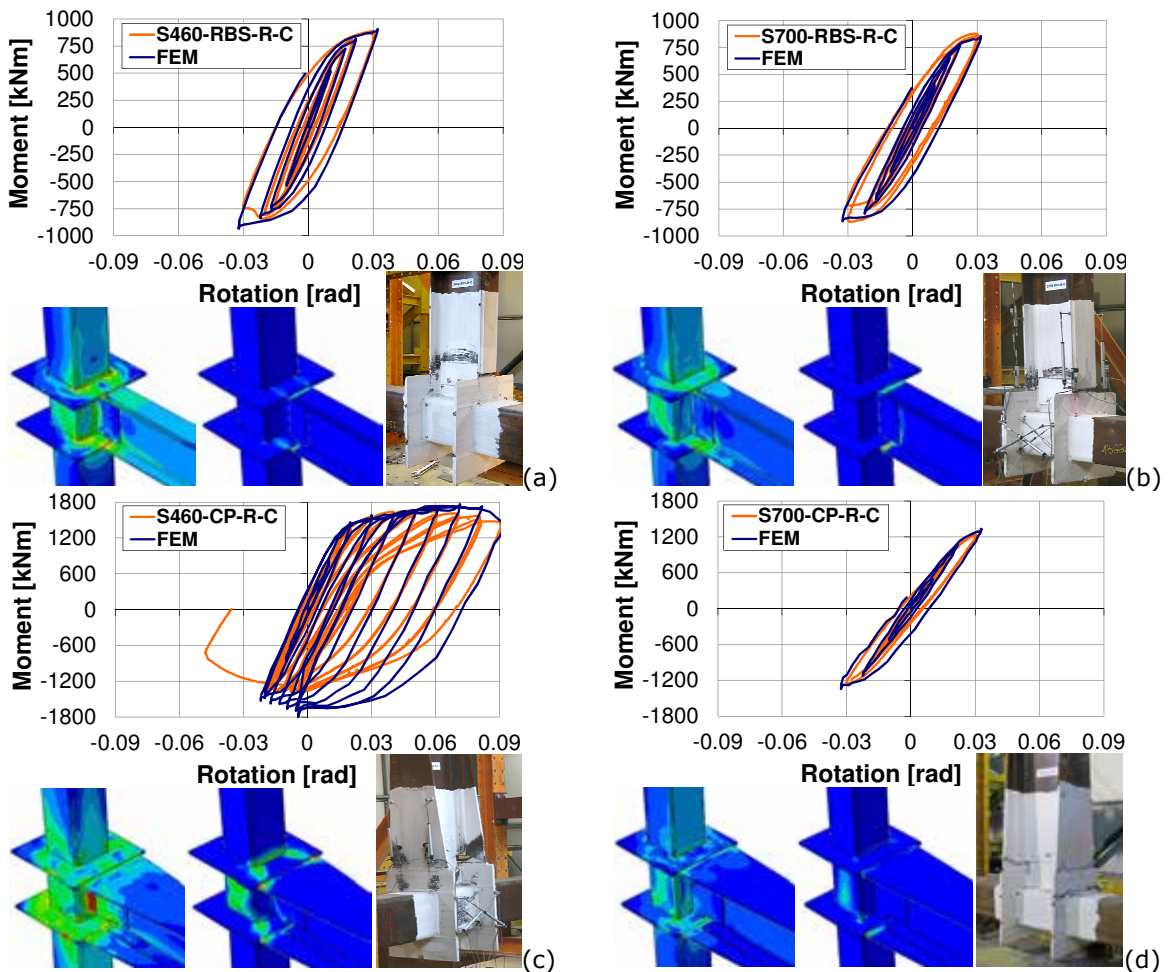 1000
S460-RBS-R-C
750
FEM
500
250
0
-250
-500
-750
-1000
Moment [kNm]
-0.09 -0.06 -0.03 0 0.03 0.06 0.09
Rotation [rad]
(a)
1000
S700-RBS-R-C
750
FEM
500
250
0
-250
-500
-750
-1000
Moment [kNm]
-0.09 -0.06 -0.03 0 0.03 0.06 0.09
Rotation [rad]
(b)
1800
S460-CP-R-C
1200
FEM
600
0
-600
-1200
-1800
Moment [kNm]
-0.09 -0.06 -0.03 0 0.03 0.06 0.09
Rotation [rad]
(c)
1800
S700-CP-R-C
1200
FEM
600
0
-600
-1200
-1800
Moment [kNm]
-0.09 -0.06 -0.03 0 0.03 0.06 0.09
Rotation [rad]
(d)